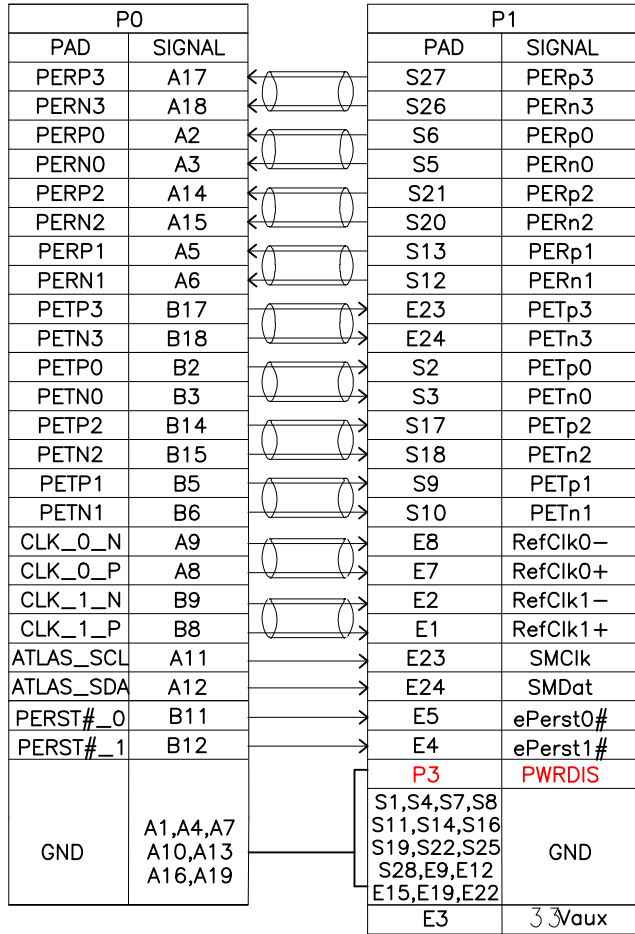 P0 P1
PAD SIGNAL PAD SIGNAL
PERP3 A17 S27 PERp3
PERN3 A18 S26 PERn3
PERP0 A2 S6 PERp0
PERN0 A3 S5 PERn0
PERP2 A14 S21 PERp2
PERN2 A15 S20 PERn2
PERP1 A5 S13 PERp1
PERN1 A6 S12 PERn1
PETP3 B17 E23 PETp3
PETN3 B18 E24 PETn3
PETP0 B2 S2 PETp0
PETN0 B3 S3 PETn0
PETP2 B14 S17 PETp2
PETN2 B15 S18 PETn2
PETP1 B5 S9 PETp1
PETN1 B6 S10 PETn1
CLK_0_N A9 E8 RefClk0-
CLK_0_P A8 E7 RefClk0+
CLK_1_N B9 E2 RefClk1-
CLK_1_P B8 E1 RefClk1+
ATLAS_SCL A11 E23 SMClk
ATLAS_SDA A12 E24 SMDat
PERST#_0 B11 E5 ePerst0#
PERST#_1 B12 E4 ePerst1#
P3 PWRDIS
GND
A1,A4,A7
A10,A13
A16,A19
S1,S4,S7,S8
S11,S14,S16
S19,S22,S25
S28,E9,E12
E15,E19,E22
GND
E3 33Vaux